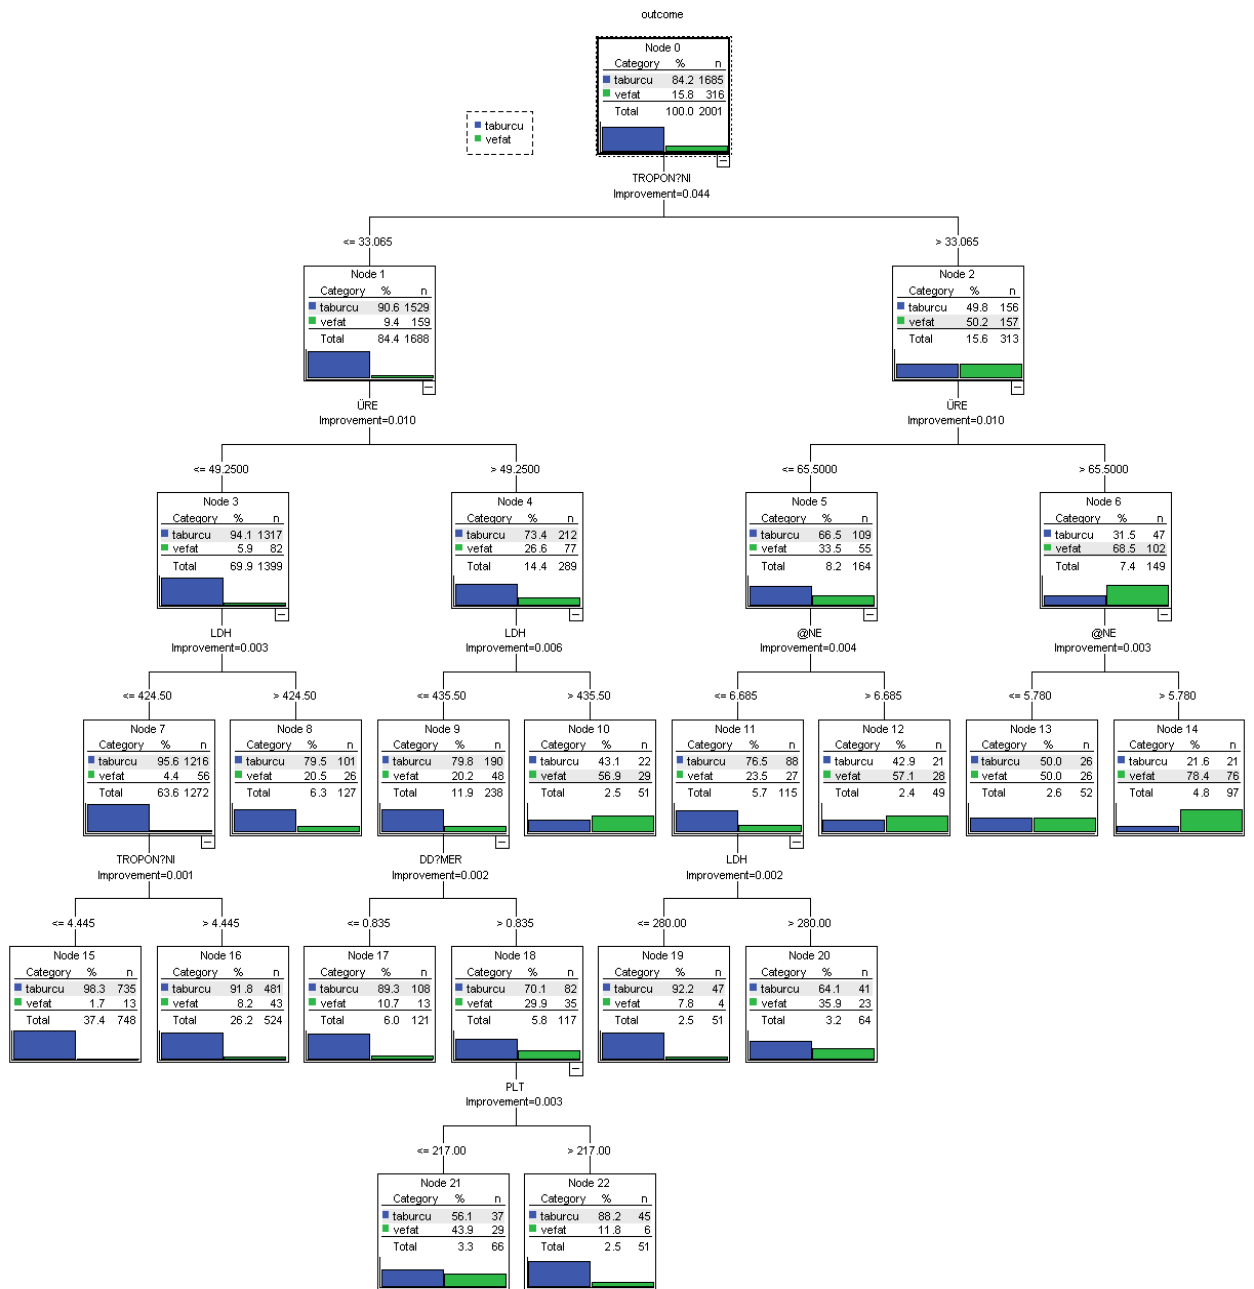 outcome
Node 0
Category % n
taburcu 84.2 1685
vefat 15.8 316
Total 100.0 2001
taburcu
vefat
TROPON?NI
Improvement=0.044
<= 33.065
> 33.065
Node 1
Category % n
taburcu 90.6 1529
vefat 9.4 159
Total 84.4 1688
Node 2
Category % n
taburcu 49.8 156
vefat 50.2 157
Total 15.6 313
ÜRE
Improvement=0.010
ÜRE
Improvement=0.010
<= 49.2500
> 49.2500
<= 65.5000
> 65.5000
Node 3
Category % n
taburcu 94.1 1317
vefat 5.9 82
Total 69.9 1399
Node 4
Category % n
taburcu 73.4 212
vefat 26.6 77
Total 14.4 289
Node 5
Category % n
taburcu 66.5 109
vefat 33.5 55
Total 8.2 164
Node 6
Category % n
taburcu 31.5 47
vefat 68.5 102
Total 7.4 149
LDH
Improvement=0.003
LDH
Improvement=0.006
@NE
Improvement=0.004
@NE
Improvement=0.003
<= 424.50
> 424.50
<= 435.50
> 435.50
<= 6.685
> 6.685
<= 5.780
> 5.780
Node 7
Category % n
taburcu 95.6 1216
vefat 4.4 56
Total 63.6 1272
Node 8
Category % n
taburcu 79.5 101
vefat 20.5 26
Total 6.3 127
Node 9
Category % n
taburcu 79.8 190
vefat 20.2 48
Total 11.9 238
Node 10
Category % n
taburcu 43.1 22
vefat 56.9 29
Total 2.5 51
Node 11
Category % n
taburcu 76.5 88
vefat 23.5 27
Total 5.7 115
Node 12
Category % n
taburcu 42.9 21
vefat 57.1 28
Total 2.4 49
Node 13
Category % n
taburcu 50.0 26
vefat 50.0 26
Total 2.6 52
Node 14
Category % n
taburcu 21.6 21
vefat 78.4 76
Total 4.8 97
TROPON?NI
Improvement=0.001
DD?MER
Improvement=0.002
LDH
Improvement=0.002
<= 4.445
> 4.445
<= 0.835
> 0.835
<= 280.00
> 280.00
Node 15
Category % n
taburcu 98.3 735
vefat 1.7 13
Total 37.4 748
Node 16
Category % n
taburcu 91.8 481
vefat 8.2 43
Total 26.2 524
Node 17
Category % n
taburcu 89.3 108
vefat 10.7 13
Total 6.0 121
Node 18
Category % n
taburcu 70.1 82
vefat 29.9 35
Total 5.8 117
Node 19
Category % n
taburcu 92.2 47
vefat 7.8 4
Total 2.5 51
Node 20
Category % n
taburcu 64.1 41
vefat 35.9 23
Total 3.2 64
PLT
Improvement=0.003
<= 217.00
> 217.00
Node 21
Category % n
taburcu 56.1 37
vefat 43.9 29
Total 3.3 66
Node 22
Category % n
taburcu 88.2 45
vefat 11.8 6
Total 2.5 51